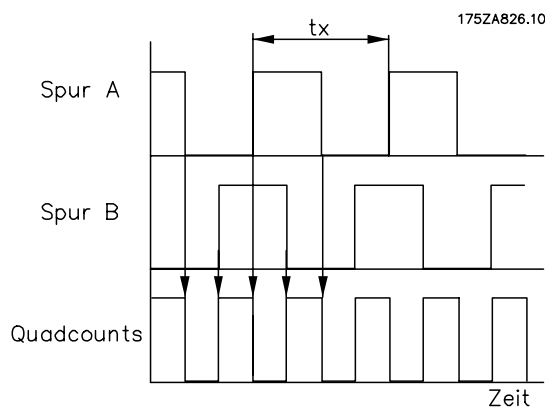 175ZA826.10
tx
Spur A
Spur B
Quadcounts
Zeit